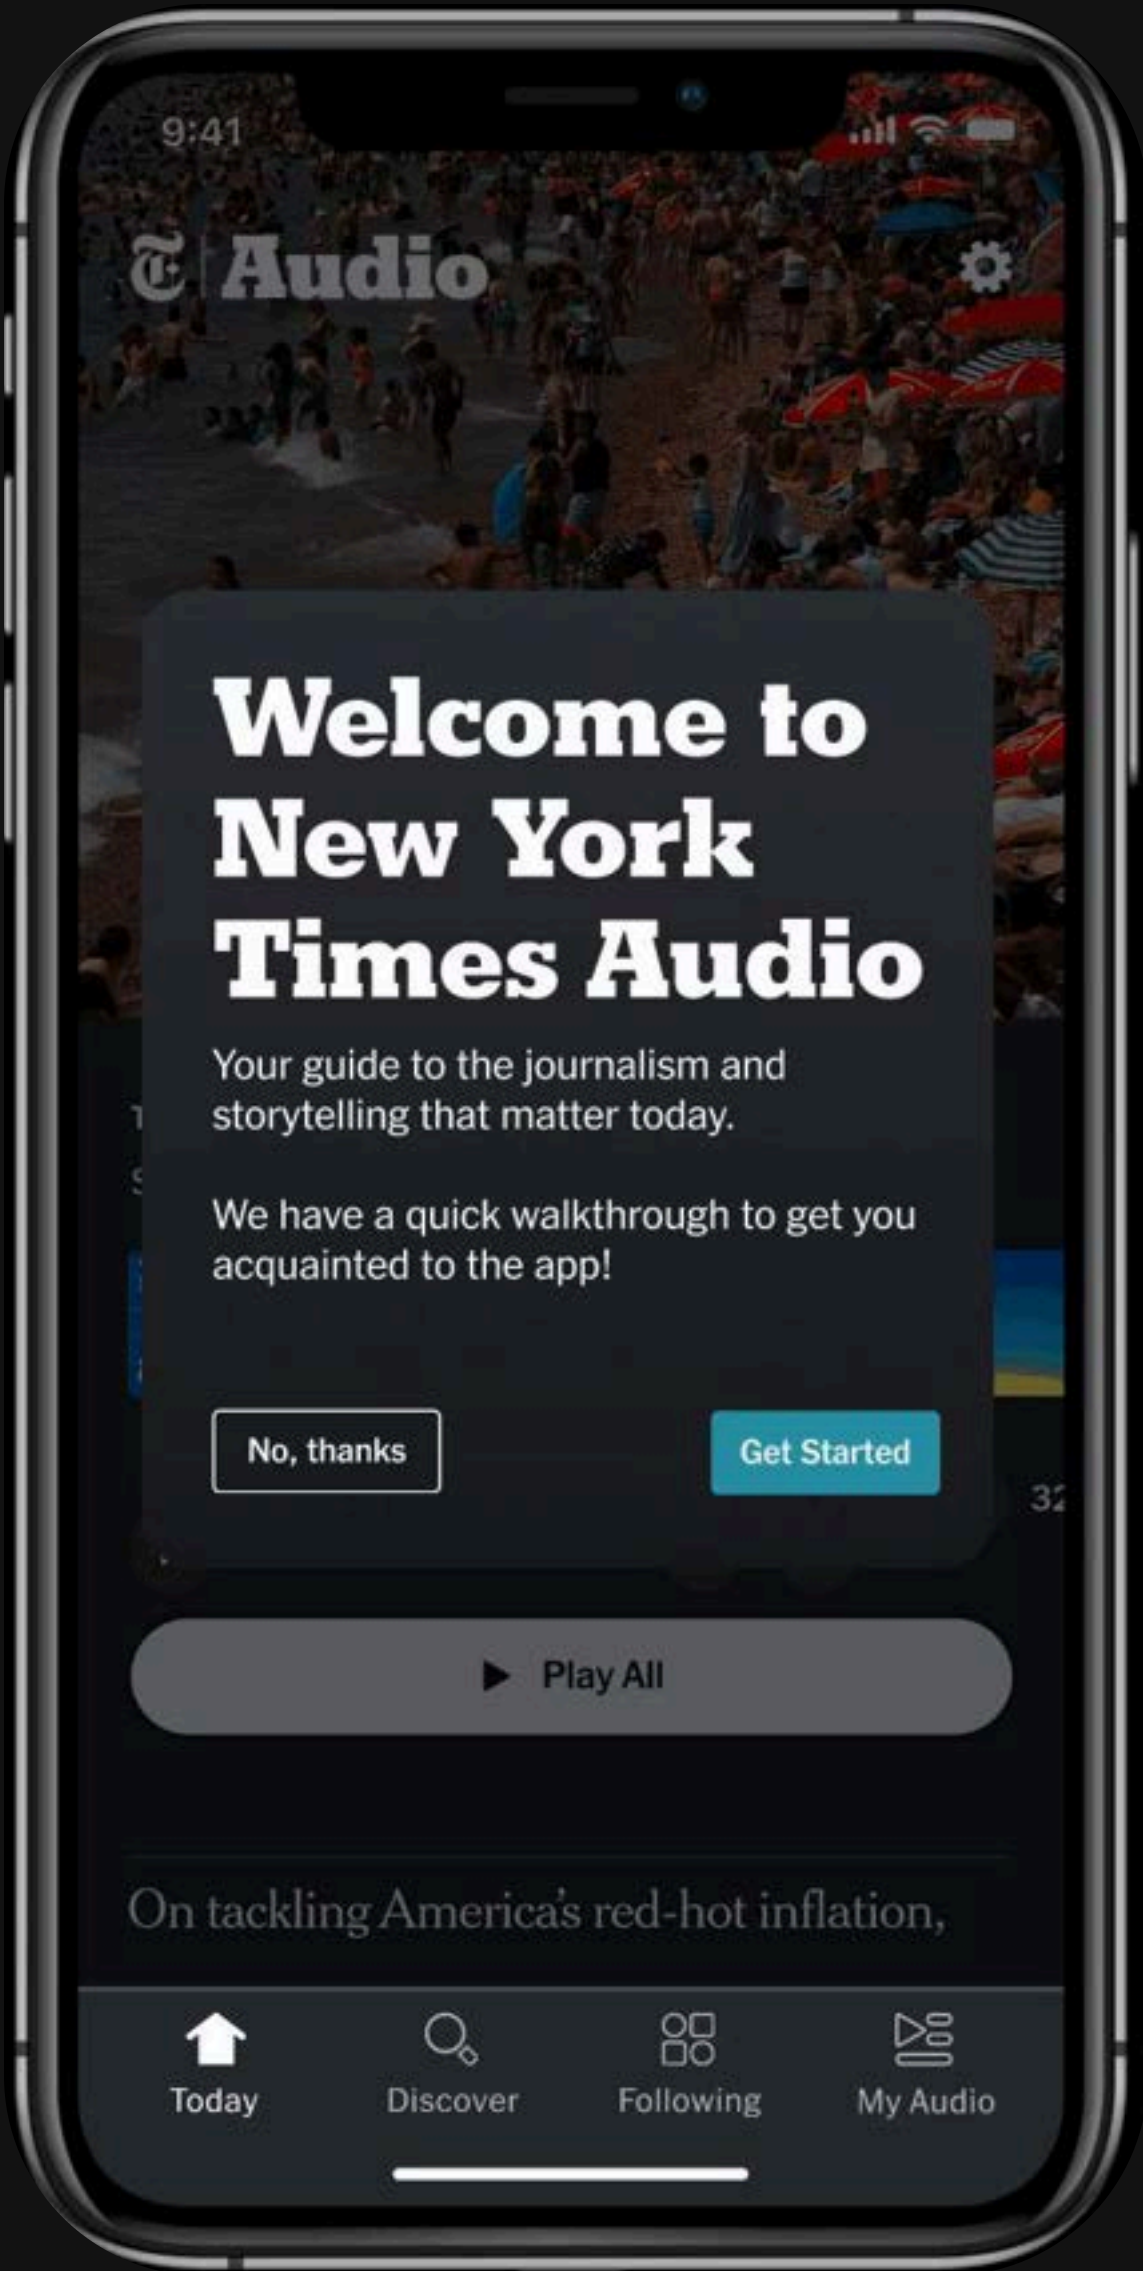 9:41
T Audio
Welcome to
New York
Times Audio
Your guide to the journalism and
storytelling that matter today.
We have a quick walkthrough to get you
acquainted to the app!
No, thanks
Get Started
32
Play All
On tackling America's red-hot inflation,
Today
Discover
Following
My Audio